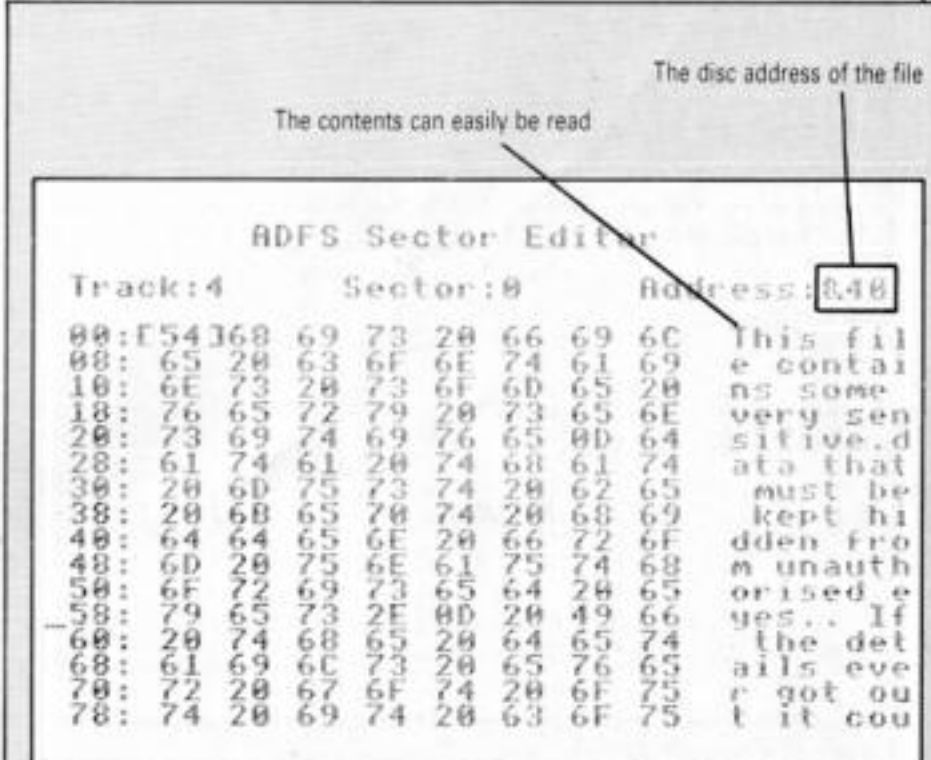 The disc address of the file
The contents can easily be read
ADFS Sector Editor
Track:4 Sector:0 Address:&40
00:[54]68 69 73 20 66 69 6C This fil
08: 65 20 63 6F 6E 74 61 69 e contai
10: 6E 73 20 73 6F 6D 65 20 ns some
18: 76 65 72 79 20 73 65 6E very sen
20: 73 69 74 69 76 65 0D 64 sitive.d
28: 61 74 61 20 74 68 61 74 ata that
30: 20 6D 75 73 74 20 62 65 must be
38: 20 6B 65 70 74 20 68 69 kept hi
40: 64 64 65 6E 20 66 72 6F dden fro
48: 6D 20 75 6E 61 75 74 68 m unauth
50: 6F 72 69 73 65 64 20 65 orised e
58: 79 65 73 2E 0D 20 49 66 yes.. If
60: 20 74 68 65 20 64 65 74 the det
68: 61 69 6C 73 20 65 76 65 ails eve
70: 72 20 67 6F 74 20 6F 75 r got ou
78: 74 20 69 74 20 63 6F 75 t it cou